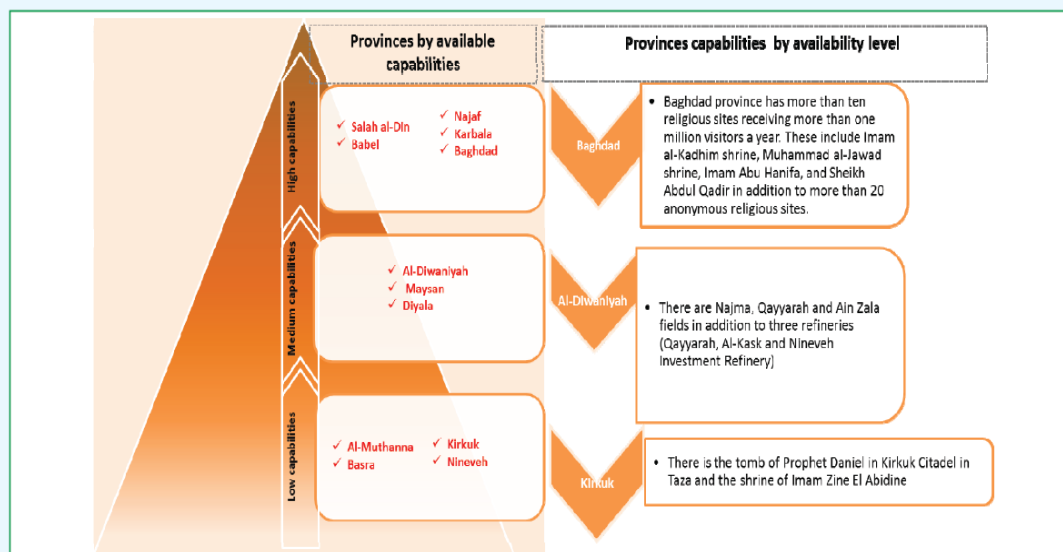 Provinces by available
capabilities
Provinces capabilities by availability level
High capabilities
✓ Salah al-Din
✓ Babel
✓ Najaf
✓ Karbala
✓ Baghdad
Baghdad
• Baghdad province has more than ten
religious sites receiving more than one
million visitors a year. These include Imam
al-Kadhim shrine, Muhammad al-Jawad
shrine, Imam Abu Hanifa, and Sheikh
Abdul Qadir in addition to more than 20
anonymous religious sites.
Medium capabilities
✓ Al-Diwaniyah
✓ Maysan
✓ Diyala
Al-Diwaniyah
• There are Najma, Qayyarah and Ain Zala
fields in addition to three refineries
(Qayyarah, Al-Kask and Nineveh
Investment Refinery)
Low capabilities
✓ Al-Muthanna
✓ Basra
✓ Kirkuk
✓ Nineveh
Kirkuk
• There is the tomb of Prophet Daniel in Kirkuk Citadel in
Taza and the shrine of Imam Zine El Abidine